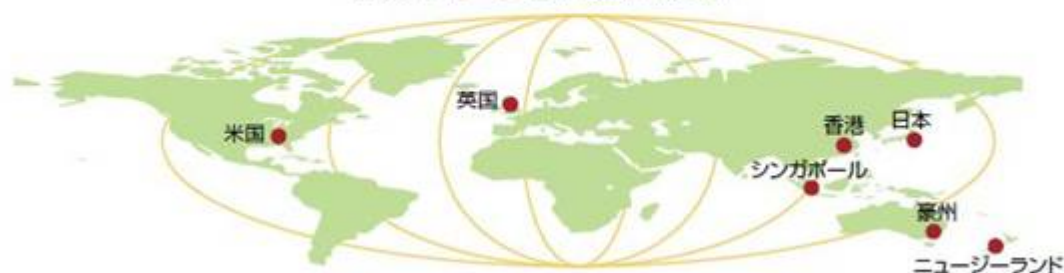 英国
米国
香港
日本
シンガポール
豪州
ニュージーランド